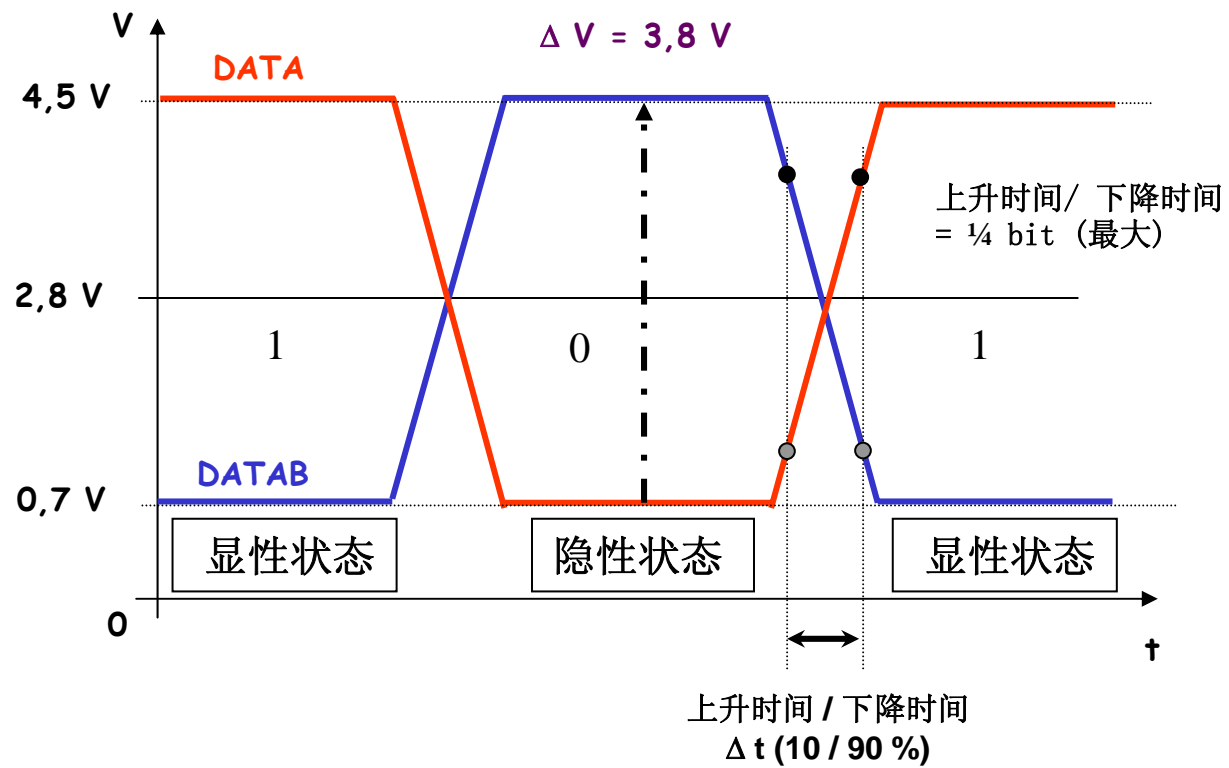 V
Δ V = 3,8 V
DATA
4,5 V
上升时间/ 下降时间
= ¼ bit (最大)
2,8 V
1
0
1
DATAB
0,7 V
显性状态
隐性状态
显性状态
0
t
上升时间 / 下降时间
Δ t (10 / 90 %)